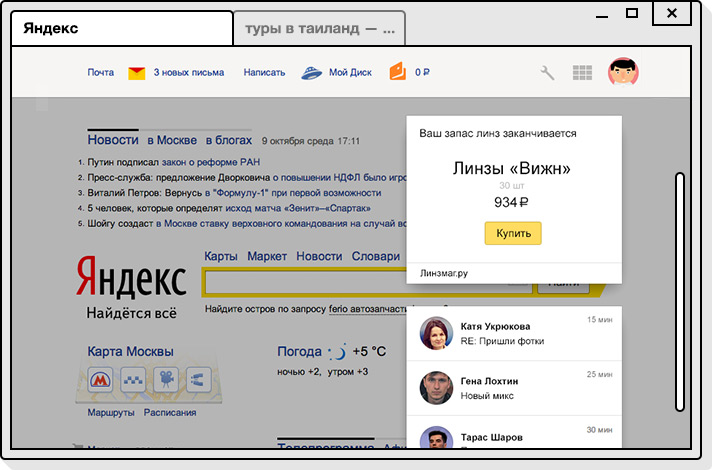 Яндекс
туры в таиланд — ...
Почта
3 новых письма
Написать
Мой Диск
0 ₽
Новости в Москве в блогах 9 октября среда 17:11
1. Путин подписал закон о реформе РАН
2. Пресс-служба: предложение Дворковича о повышении НДФЛ было игро
3. Виталий Петров: Вернусь в "Формулу-1" при первой возможности
4. 5 человек, которые определят исход матча «Зенит»–«Спартак»
5. Шойгу создаст в Москве ставку верховного командования на случай во
Ваш запас линз заканчивается
Линзы «Вижн»
30 шт
934 ₽
Купить
Линзмаг.ру
Карты Маркет Новости Словари
Яндекс
Найдётся всё
Найти
Найдите остров по запросу ferio автозапчасти
Карта Москвы
Маршруты Расписания
Погода +5 °C
ночью +2, утром +3
Катя Укрюкова
15 мин
RE: Пришли фотки
Гена Лохтин
25 мин
Новый микс
Тарас Шаров
30 мин
Телепрограмма